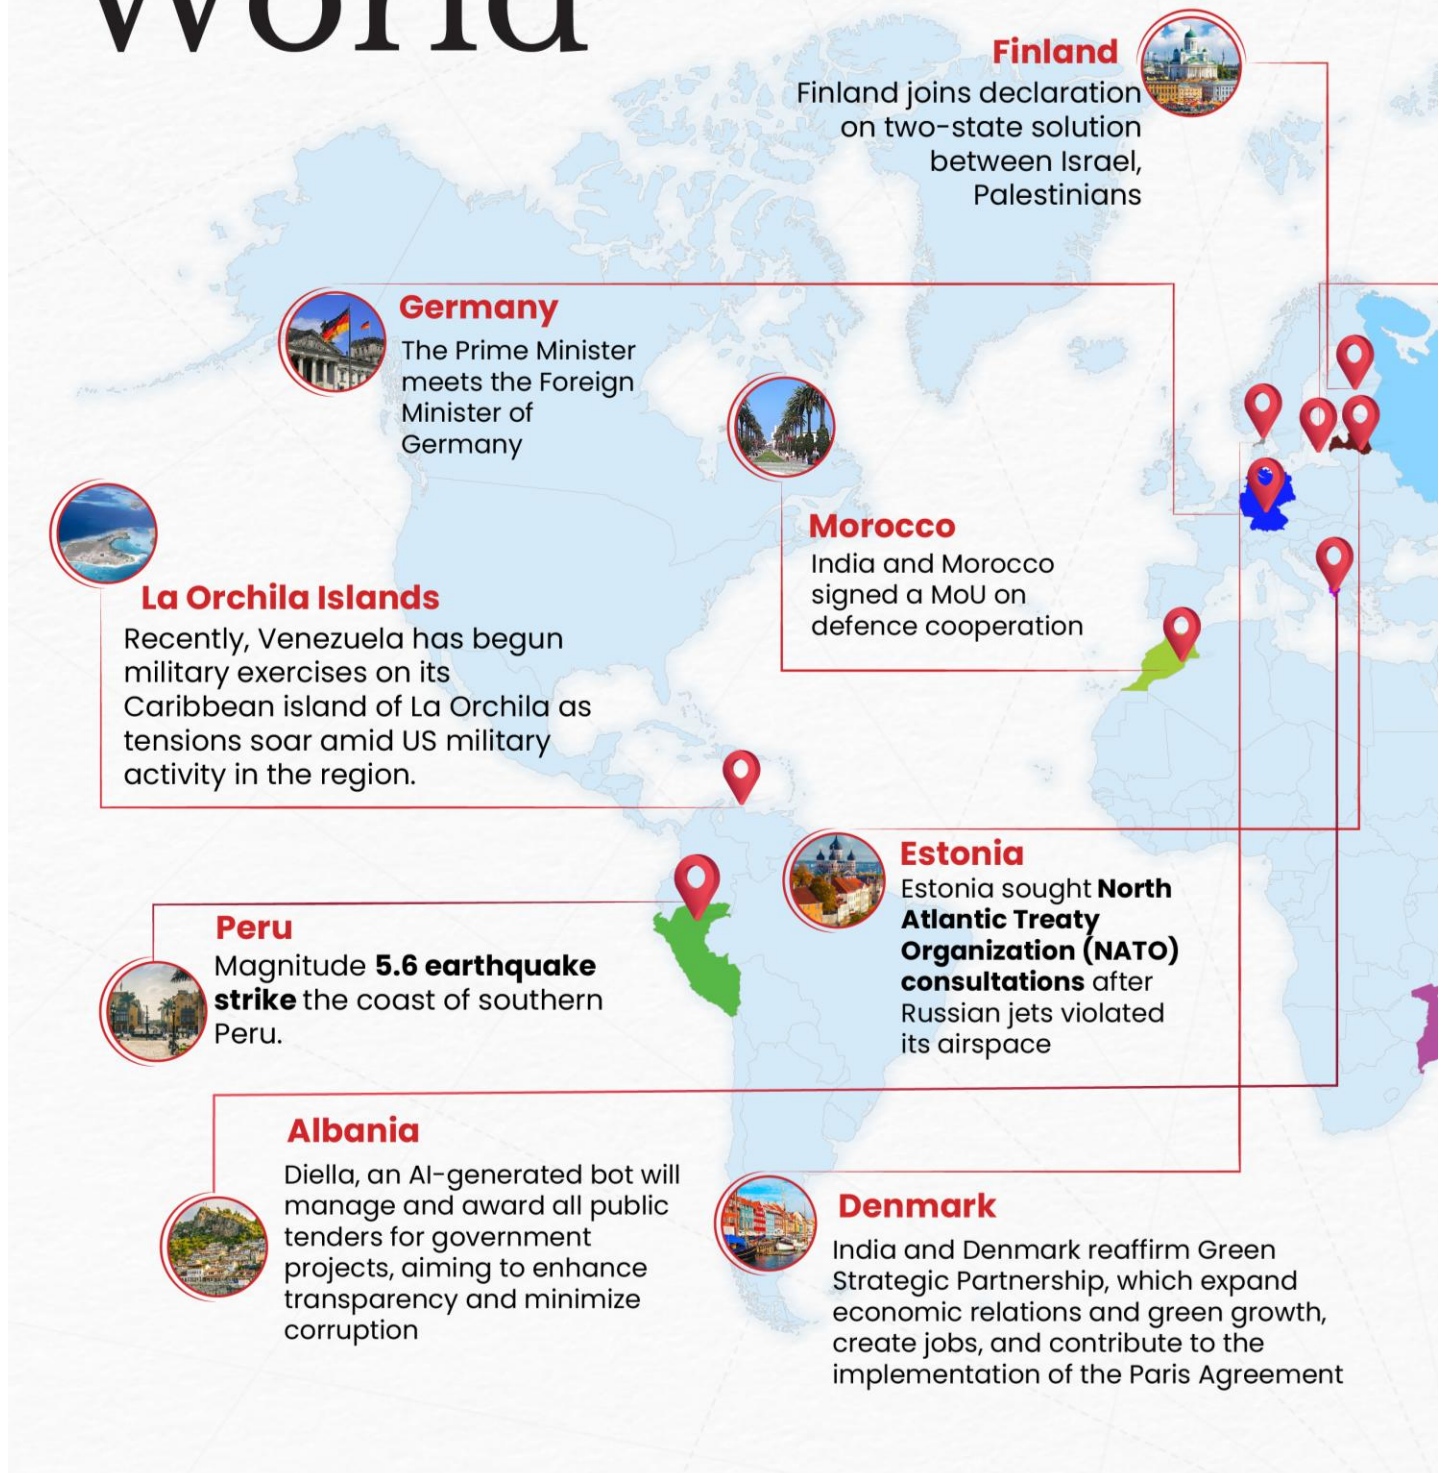 World
Finland
Finland joins declaration
on two-state solution
between Israel,
Palestinians
Germany
The Prime Minister
meets the Foreign
Minister of
Germany
Morocco
India and Morocco
signed a MoU on
defence cooperation
La Orchila Islands
Recently, Venezuela has begun
military exercises on its
Caribbean island of La Orchila as
tensions soar amid US military
activity in the region.
Estonia
Estonia sought North
Atlantic Treaty
Organization (NATO)
consultations after
Russian jets violated
its airspace
Peru
Magnitude 5.6 earthquake
strike the coast of southern
Peru.
Albania
Diella, an AI-generated bot will
manage and award all public
tenders for government
projects, aiming to enhance
transparency and minimize
corruption
Denmark
India and Denmark reaffirm Green
Strategic Partnership, which expand
economic relations and green growth,
create jobs, and contribute to the
implementation of the Paris Agreement